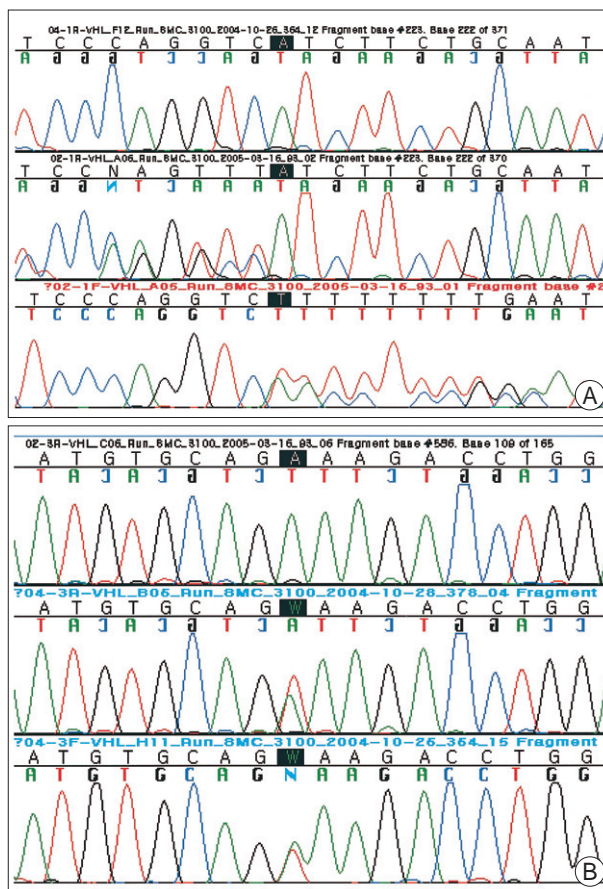 04-1R-VHL_F12_Run_SMC_3100_2004-10-26_364_12 Fragment base #223. Base 222 of 371
T C C C A G G T C A T C T T C T G C A A T
A G G G T C C A G T A G A A G A C G T T A
02-1R-VHL_A06_Run_SMC_3100_2005-03-16_93_02 Fragment base #223. Base 222 of 370
T C C N A G T T T A T C T T C T G C A A T
A G G N T C A A A T A G A A G A C G T T A
?02-1F-VHL_A05_Run_SMC_3100_2005-03-16_93_01 Fragment base #2
T C C C A G G T C T T T T T T T T G A A T
T C C C A G G T C T T T T T T T T G A A T
A
02-3R-VHL_C06_Run_SMC_3100_2005-03-16_93_06 Fragment base #586. Base 109 of 165
A T G T G C A G A A A G A C C T G G
T A C A C G T C T T T C T G G A C C
?04-3R-VHL_B06_Run_SMC_3100_2004-10-28_378_04 Fragment
A T G T G C A G W A A G A C C T G G
T A C A C G T C A T T C T G G A C C
?04-3F-VHL_H11_Run_SMC_3100_2004-10-26_364_15 Fragment
A T G T G C A G W A A G A C C T G G
A T G T G C A G N A A G A C C T G G
B